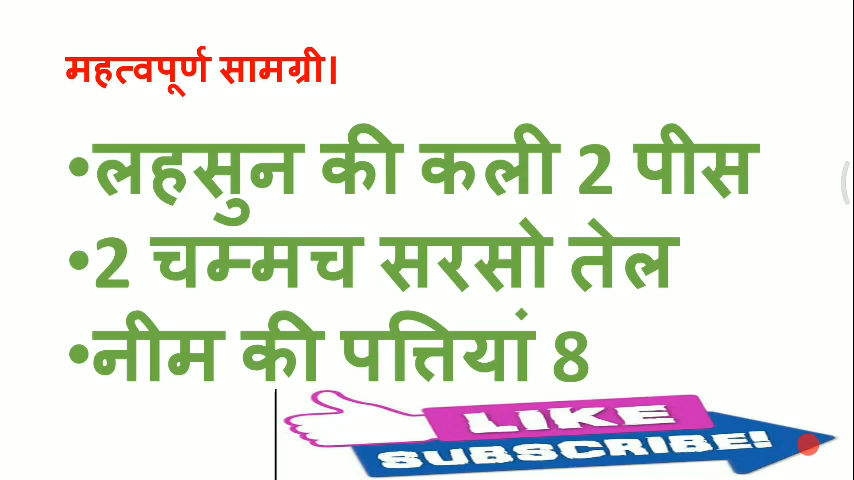 महत्वपूर्ण सामग्री।
•लहसुन की कली 2 पीस
•2 चम्मच सरसो तेल
•नीम की पत्तियां 8
LIKE
SUBSCRIBE!